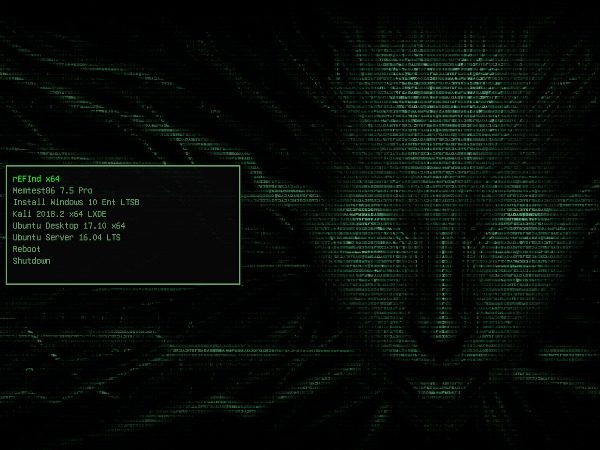 rEFInd x64
Memtest86 7.5 Pro
Install Windows 10 Ent LTSB
Kali 2018.2 x64 LXDE
Ubuntu Desktop 17.10 x64
Ubuntu Server 16.04 LTS
Reboot
Shutdown